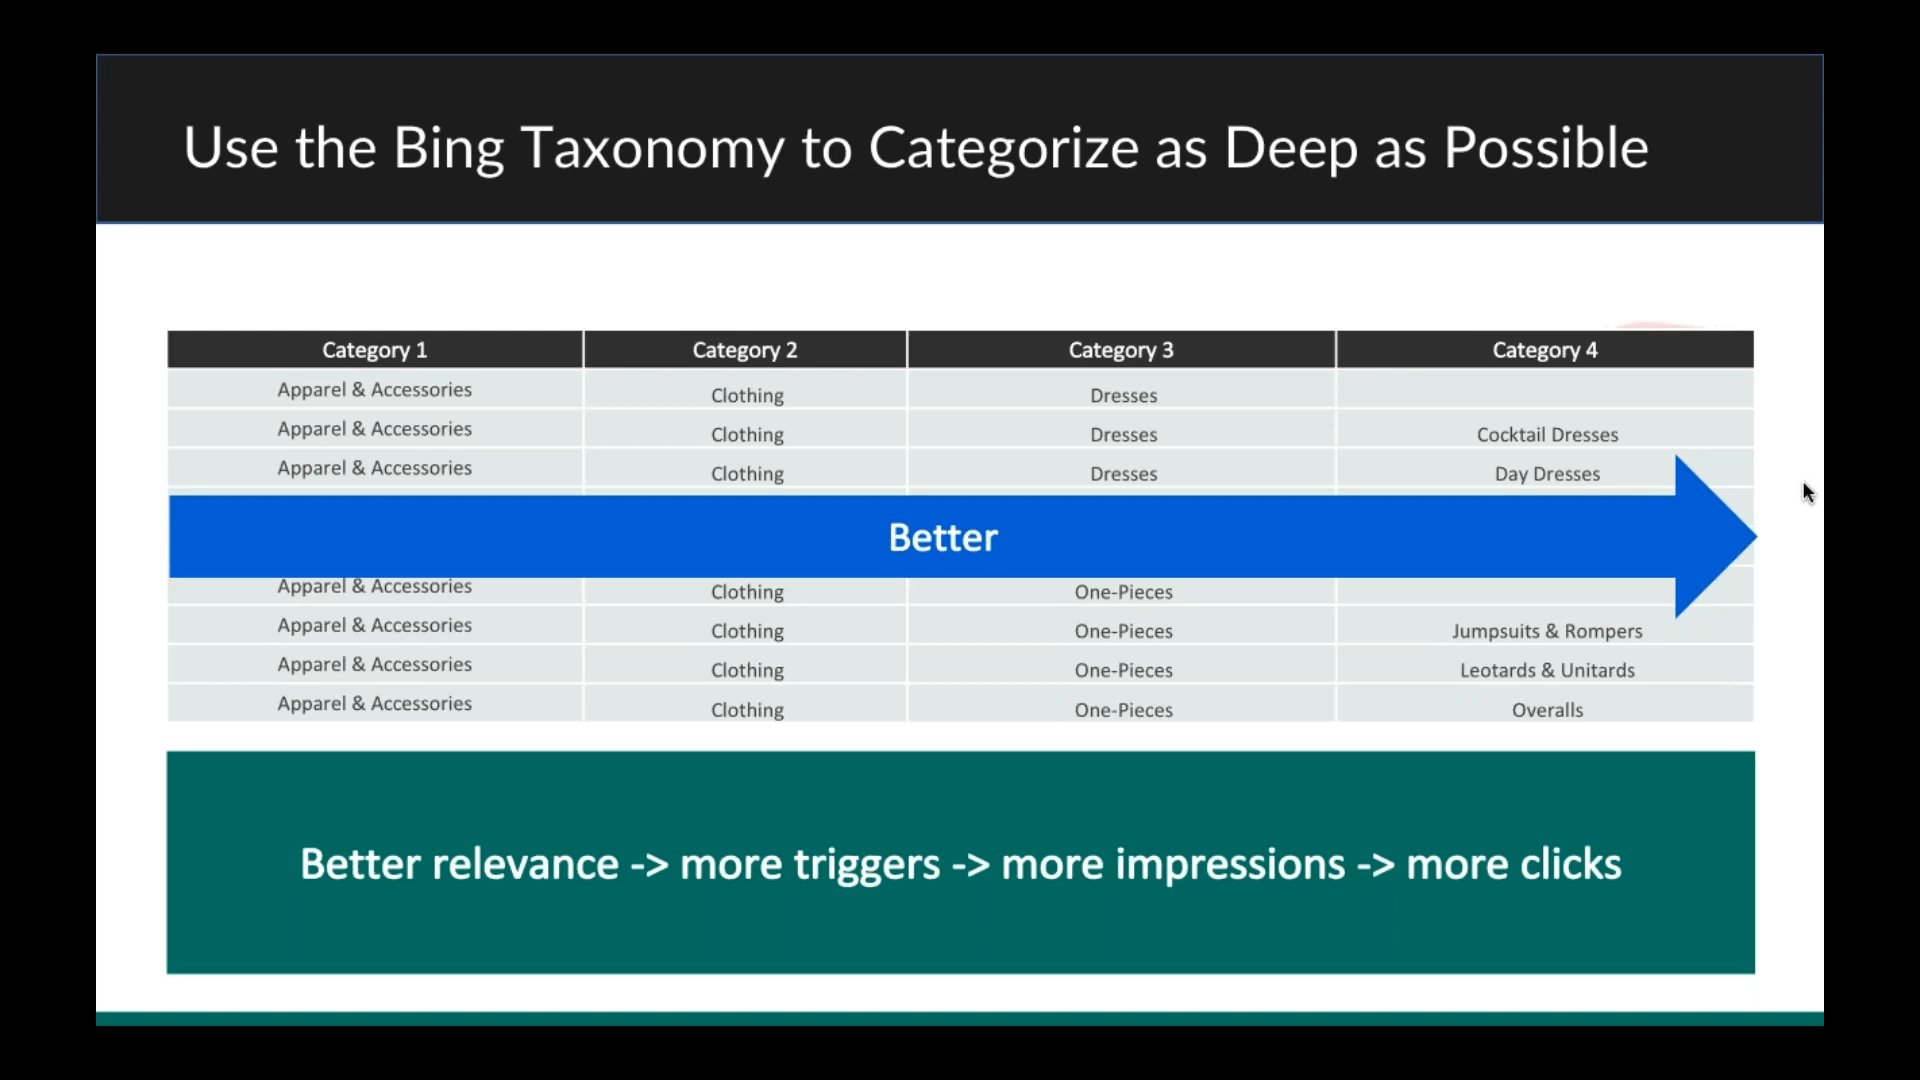 Use the Bing Taxonomy to Categorize as Deep as Possible
Category 1 Category 2 Category 3 Category 4
Apparel & Accessories Clothing Dresses
Apparel & Accessories Clothing Dresses Cocktail Dresses
Apparel & Accessories Clothing Dresses Day Dresses
Better
Apparel & Accessories Clothing One-Pieces
Apparel & Accessories Clothing One-Pieces Jumpsuits & Rompers
Apparel & Accessories Clothing One-Pieces Leotards & Unitards
Apparel & Accessories Clothing One-Pieces Overalls
Better relevance -> more triggers -> more impressions -> more clicks